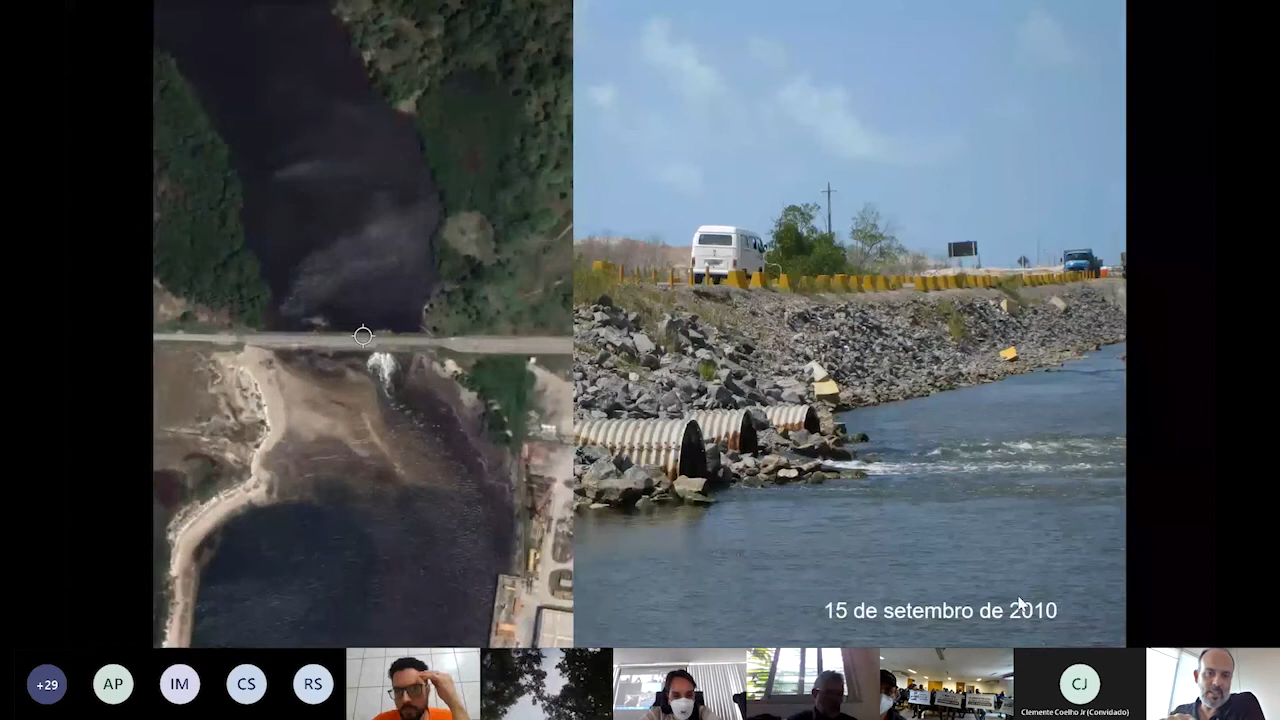 15 de setembro de 2010
+29
AP
IM
CS
RS
CJ
Clemente Coelho Jr (Convidado)